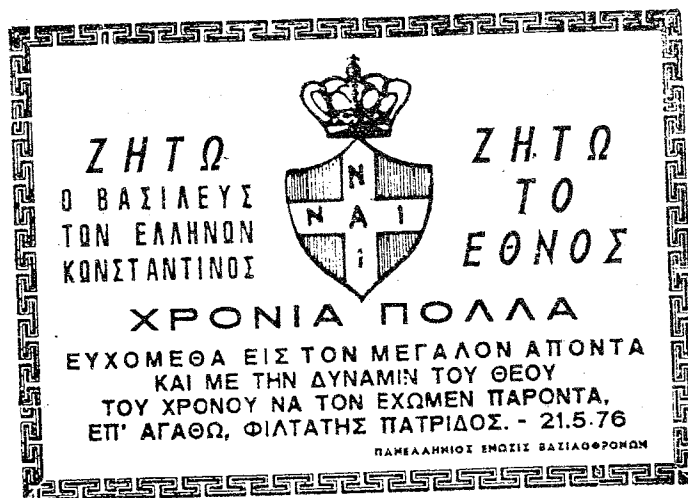 ΖΗΤΩ
Ο ΒΑΣΙΛΕΥΣ
ΤΩΝ ΕΛΛΗΝΩΝ
ΚΩΝΣΤΑΝΤΙΝΟΣ
Ν
Ν Α Ι
i
ΖΗΤΩ
ΤΟ
ΕΘΝΟΣ
ΧΡΟΝΙΑ ΠΟΛΛΑ
ΕΥΧΟΜΕΘΑ ΕΙΣ ΤΟΝ ΜΕΓΑΛΟΝ ΑΠΟΝΤΑ
ΚΑΙ ΜΕ ΤΗΝ ΔΥΝΑΜΙΝ ΤΟΥ ΘΕΟΥ
ΤΟΥ ΧΡΟΝΟΥ ΝΑ ΤΟΝ ΕΧΩΜΕΝ ΠΑΡΟΝΤΑ,
ΕΠ' ΑΓΑΘΩ, ΦΙΛΤΑΤΗΣ ΠΑΤΡΙΔΟΣ. - 21.5.76
ΠΑΝΕΛΛΗΝΙΟΣ ΕΝΩΣΙΣ ΒΑΣΙΛΟΦΡΟΝΩΝ